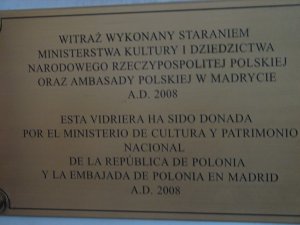 WITRAŻ WYKONANY STARANIEM
MINISTERSTWA KULTURY I DZIEDZICTWA
NARODOWEGO RZECZYPOSPOLITEJ POLSKIEJ
ORAZ AMBASADY POLSKIEJ W MADRYCIE
A.D. 2008
ESTA VIDRIERA HA SIDO DONADA
POR EL MINISTERIO DE CULTURA Y PATRIMONIO
NACIONAL
DE LA REPÚBLICA DE POLONIA
Y LA EMBAJADA DE POLONIA EN MADRID
A.D. 2008